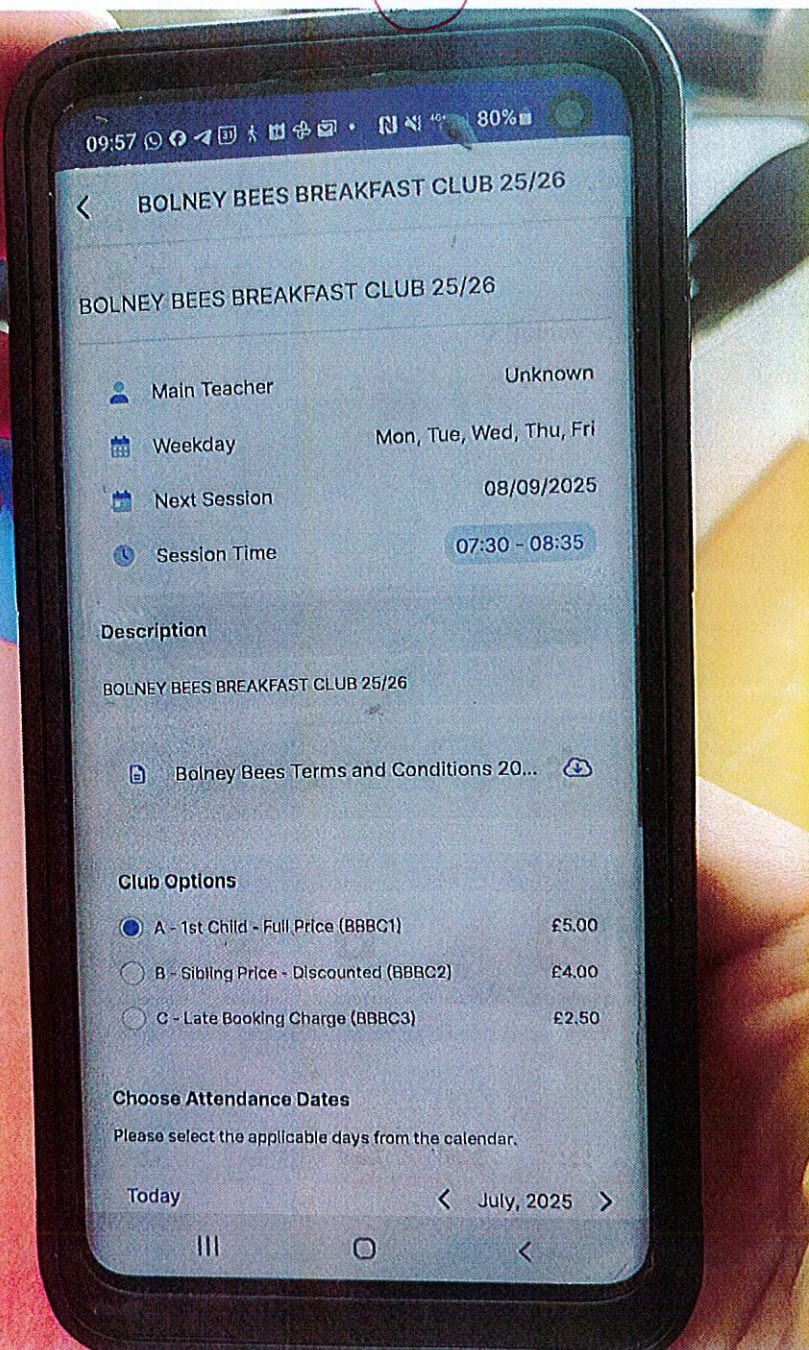 09:57 80%
BOLNEY BEES BREAKFAST CLUB 25/26
BOLNEY BEES BREAKFAST CLUB 25/26
Main Teacher Unknown
Weekday Mon, Tue, Wed, Thu, Fri
Next Session 08/09/2025
Session Time 07:30 - 08:35
Description
BOLNEY BEES BREAKFAST CLUB 25/26
Bolney Bees Terms and Conditions 20...
Club Options
A - 1st Child - Full Price (BBBC1) £5.00
B - Sibling Price - Discounted (BBBC2) £4.00
C - Late Booking Charge (BBBC3) £2.50
Choose Attendance Dates
Please select the applicable days from the calendar.
Today July, 2025